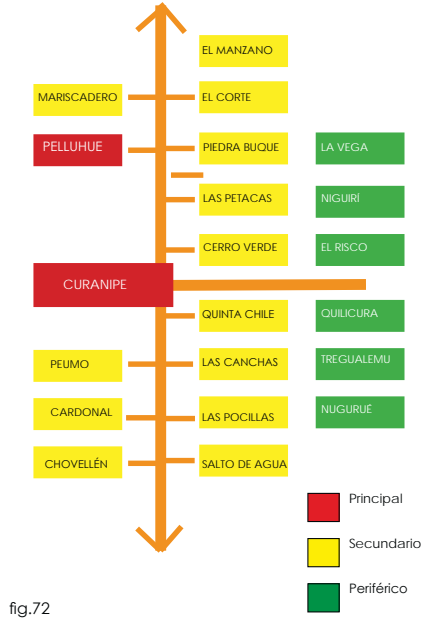 EL MANZANO
MARISCADERO EL CORTE
PELLUHUE PIEDRA BUQUE LA VEGA
LAS PETACAS NIGUIRÍ
CERRO VERDE EL RISCO
CURANIPE
QUINTA CHILE QUILICURA
PEUMO LAS CANCHAS TREGUALEMU
CARDONAL LAS POCILLAS NUGURUÉ
CHOVELLÉN SALTO DE AGUA
Principal
Secundario
Periférico
fig.72